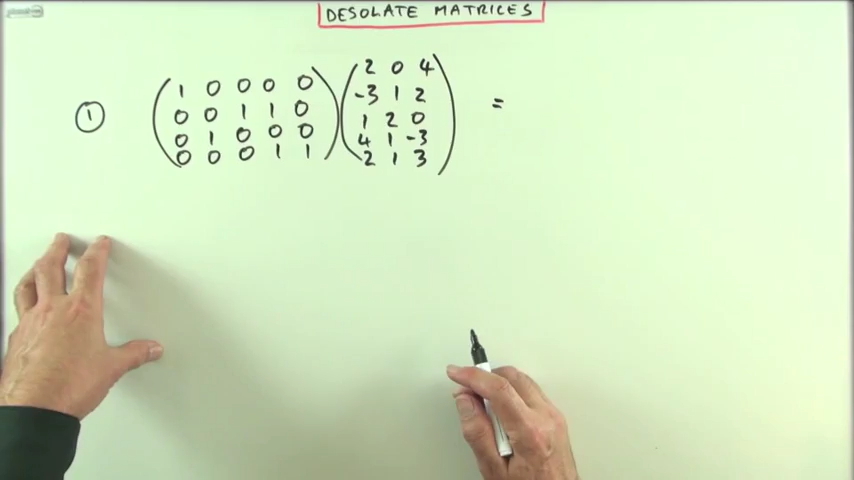 DESOLATE MATRICES
① ( 1 0 0 0 0 ) ( 2 0 4 ) =
0 0 1 1 0 -3 1 2
0 1 0 0 0 1 2 0
0 0 0 1 1 4 1 -3
2 1 3